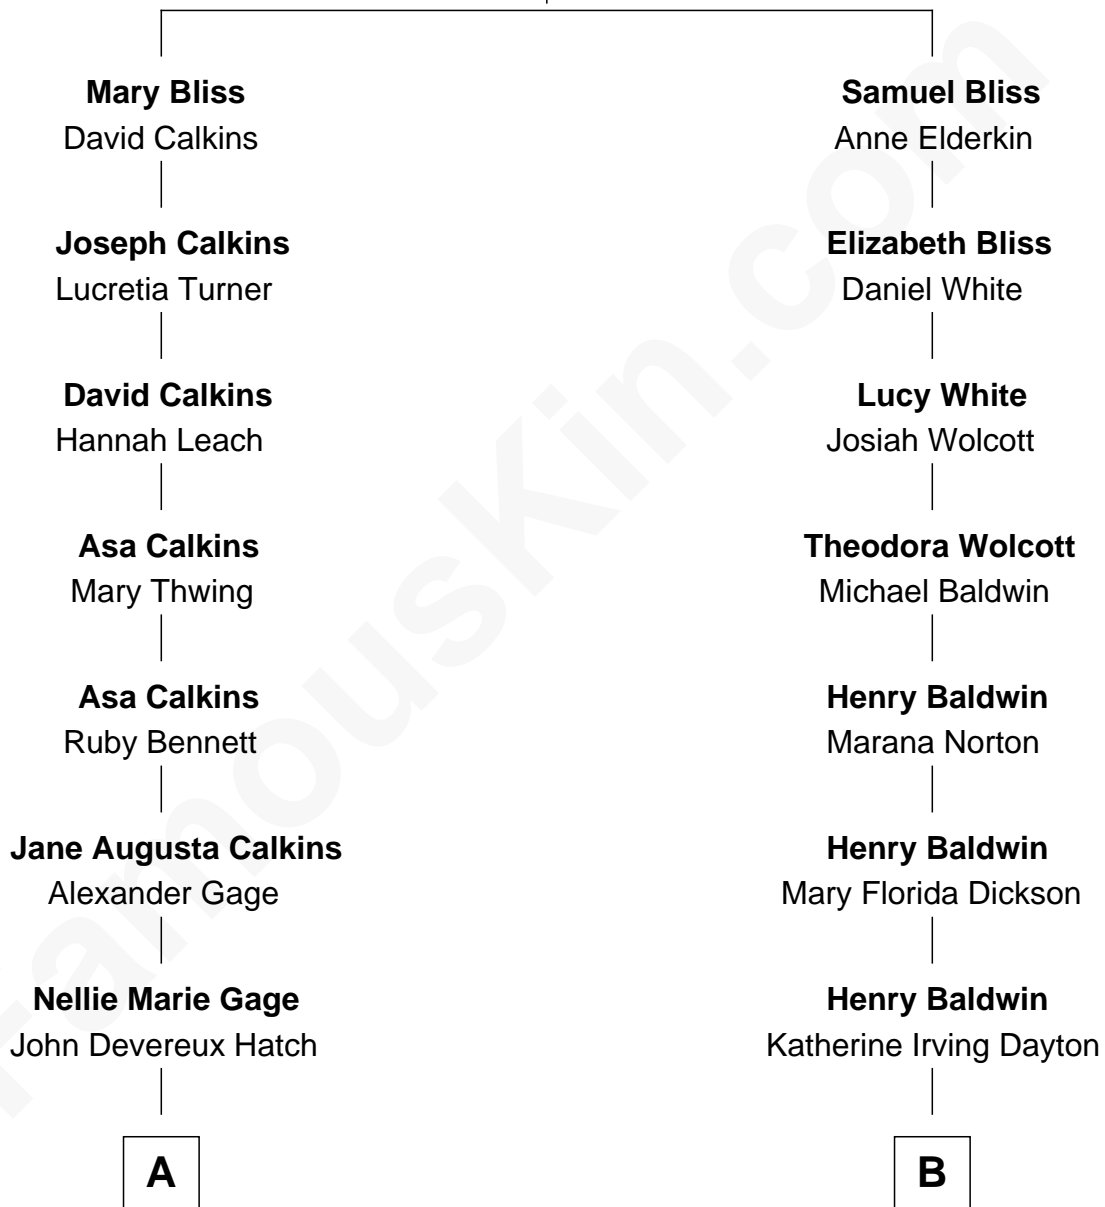 Mary Bliss
David Calkins
Samuel Bliss
Anne Elderkin
Joseph Calkins
Lucretia Turner
Elizabeth Bliss
Daniel White
David Calkins
Hannah Leach
Lucy White
Josiah Wolcott
Asa Calkins
Mary Thwing
Theodora Wolcott
Michael Baldwin
Asa Calkins
Ruby Bennett
Henry Baldwin
Marana Norton
Jane Augusta Calkins
Alexander Gage
Henry Baldwin
Mary Florida Dickson
Nellie Marie Gage
John Devereux Hatch
Henry Baldwin
Katherine Irving Dayton
A
B
FamousKin.com